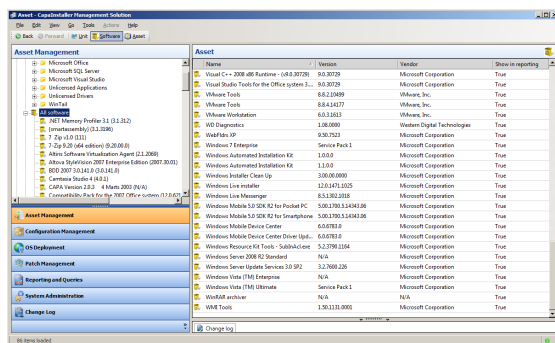 Asset - CapaInstaller Management Solution
File Edit View Go Tools Actions Help
Back Forward Unit Software Asset
Asset Management
Microsoft Office
Microsoft SQL Server
Microsoft Visual Studio
Unlicensed Applications
Unlicensed Drivers
WinTail
All software
.NET Memory Profiler 3.1 (3.1.312)
{smartassembly} (3.1.3196)
7 -Zip v1.0 (111)
7-Zip 9.20 (x64 edition) (9.20.00.0)
Altiris Software Virtualization Agent (2.1.2069)
Altova StyleVision 2007 Enterprise Edition (2007.30.01)
BDD 2007 3.0.141.0 (3.0.141.0)
Camtasia Studio 4 (4.0.1)
CAPA Version 2.0.3 4 Marts 2003 (N/A)
Compatibility Pack for the 2007 Office system (12.0.621
Asset Management
Configuration Management
OS Deployment
Patch Management
Reporting and Queries
System Administration
Change Log
Asset
Name Version Vendor Show in reporting
Visual C++ 2008 x86 Runtime - (v9.0.30729) 9.0.30729 Microsoft Corporation True
Visual Studio Tools for the Office system 3.... 9.0.30729 Microsoft Corporation True
VMware Tools 8.8.2.10499 VMware, Inc. True
VMware Tools 8.8.4.14177 VMware, Inc. True
VMware Workstation 6.0.3.1613 VMware, Inc. True
WD Diagnostics 1.08.0000 Western Digital Technologies True
WebFldrs XP 9.50.7523 Microsoft Corporation True
Windows 7 Enterprise Service Pack 1 Microsoft Corporation True
Windows Automated Installation Kit 1.0.0.0 Microsoft Corporation True
Windows Automated Installation Kit 1.1.0.0 Microsoft Corporation True
Windows Installer Clean Up 3.00.00.0000 Microsoft Corporation True
Windows Live installer 12.0.1471.1025 Microsoft Corporation True
Windows Live Messenger 8.5.1302.1018 Microsoft Corporation True
Windows Mobile 5.0 SDK R2 for Pocket PC 5.00.1700.5.14343.06 Microsoft Corporation True
Windows Mobile 5.0 SDK R2 for Smartphone 5.00.1700.5.14343.06 Microsoft Corporation True
Windows Mobile Device Center 6.0.6783.0 Microsoft Corporation True
Windows Mobile Device Center Driver Upd... 6.0.6783.0 Microsoft Corporation True
Windows Resource Kit Tools - SubInAcl.exe 5.2.3790.1164 Microsoft Corporation True
Windows Server 2008 R2 Standard N/A Microsoft Corporation True
Windows Server Update Services 3.0 SP2 3.2.7600.226 Microsoft Corporation True
Windows Vista (TM) Enterprise N/A Microsoft Corporation True
Windows Vista (TM) Ultimate Service Pack 1 Microsoft Corporation True
WinRAR archiver N/A N/A True
WMI Tools 1.50.1131.0001 Microsoft Corporation True
Change log
86 items loaded